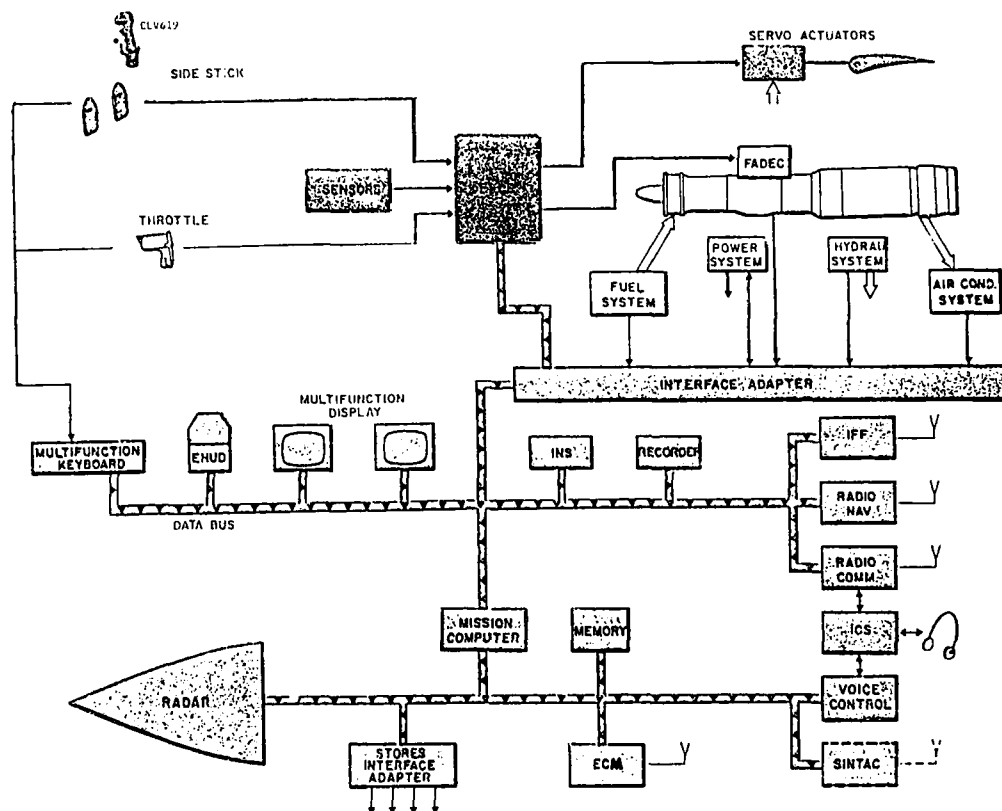 CLV619
SIDE STICK
SERVO ACTUATORS
SENSORS
FADEC
THROTTLE
POWER
SYSTEM
HYDRAU
SYSTEM
FUEL
SYSTEM
AIR COND.
SYSTEM
INTERFACE ADAPTER
MULTIFUNCTION
DISPLAY
MULTIFUNCTION
KEYBOARD
EHUD
INS
RECORDER
IFF
DATA BUS
RADIO
NAV
RADIO
COMM.
MISSION
COMPUTER
MEMORY
ICS
RADAR
VOICE
CONTROL
STORES
INTERFACE
ADAPTER
ECM
SINTAC